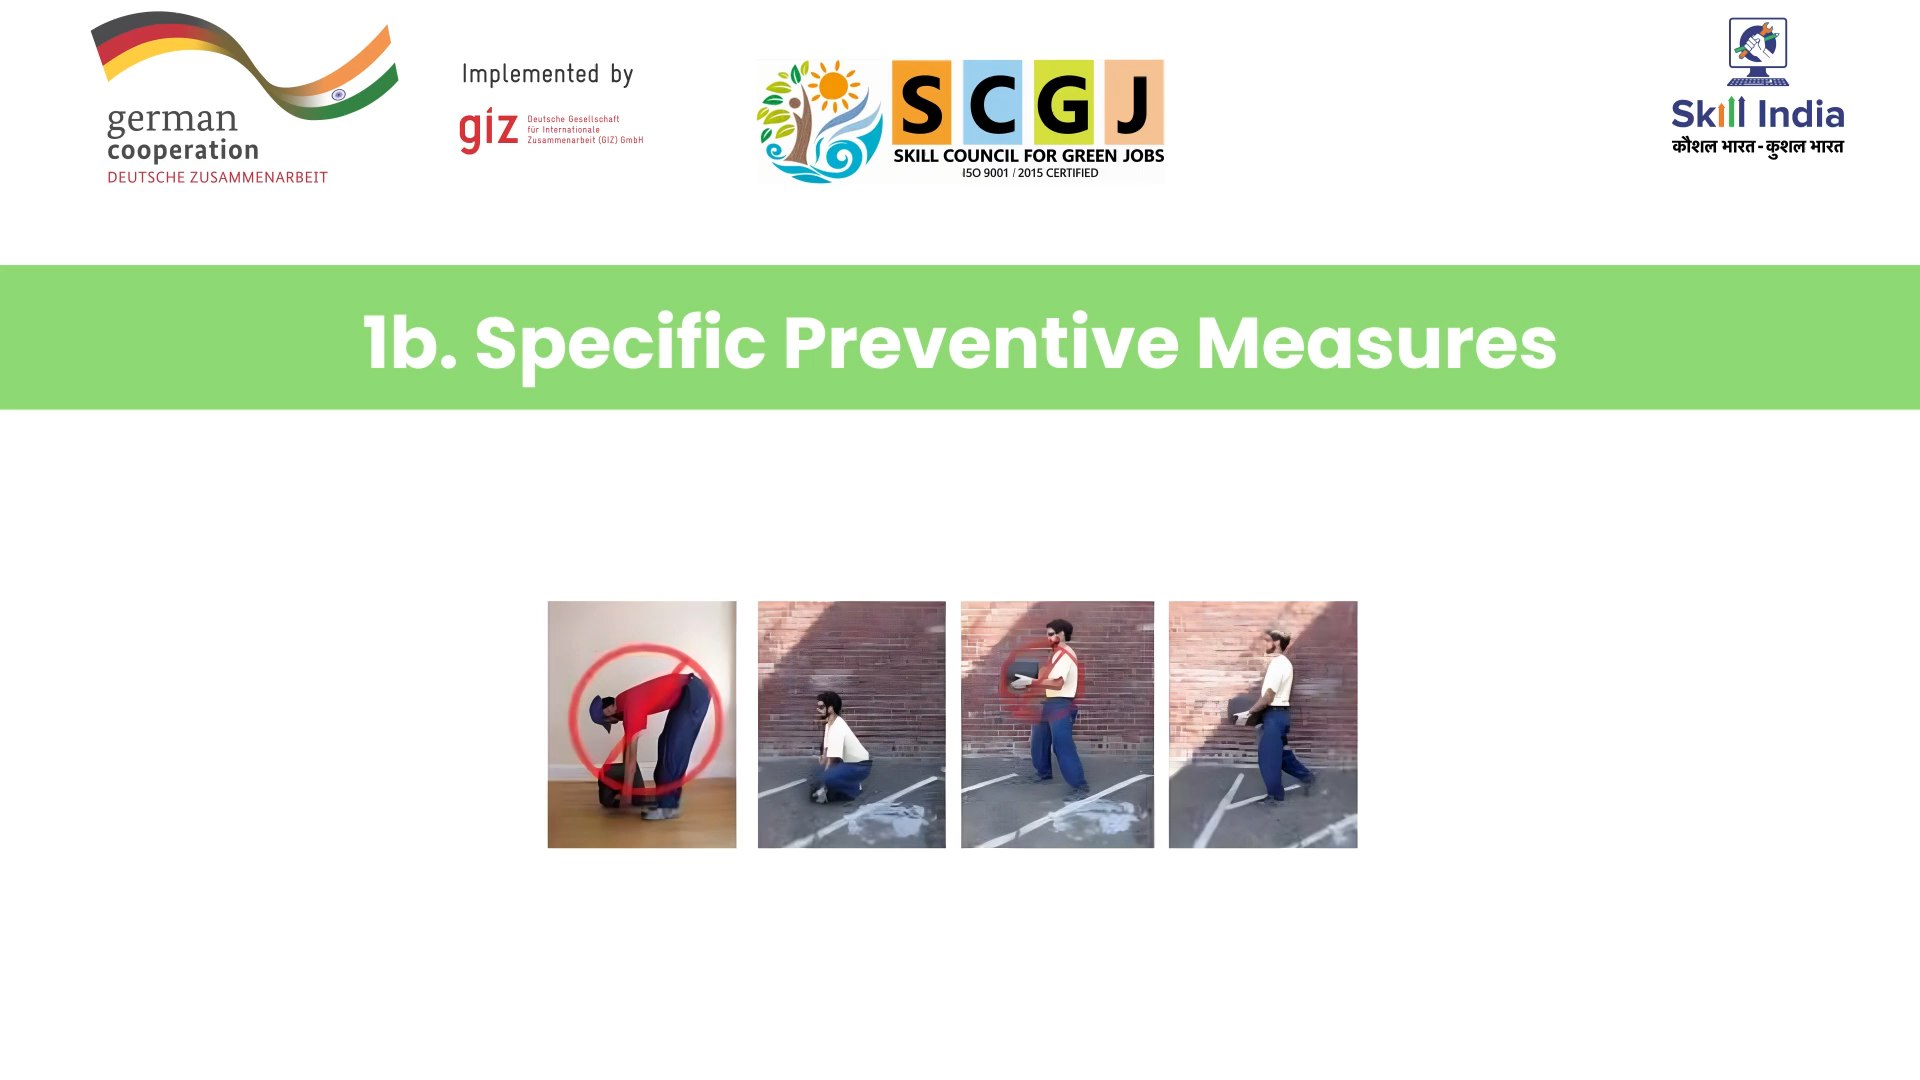 german
cooperation
DEUTSCHE ZUSAMMENARBEIT
Implemented by
giz
Deutsche Gesellschaft
für Internationale
Zusammenarbeit (GIZ) GmbH
S C G J
SKILL COUNCIL FOR GREEN JOBS
ISO 9001 / 2015 CERTIFIED
Skill India
कौशल भारत - कुशल भारत
1b. Specific Preventive Measures